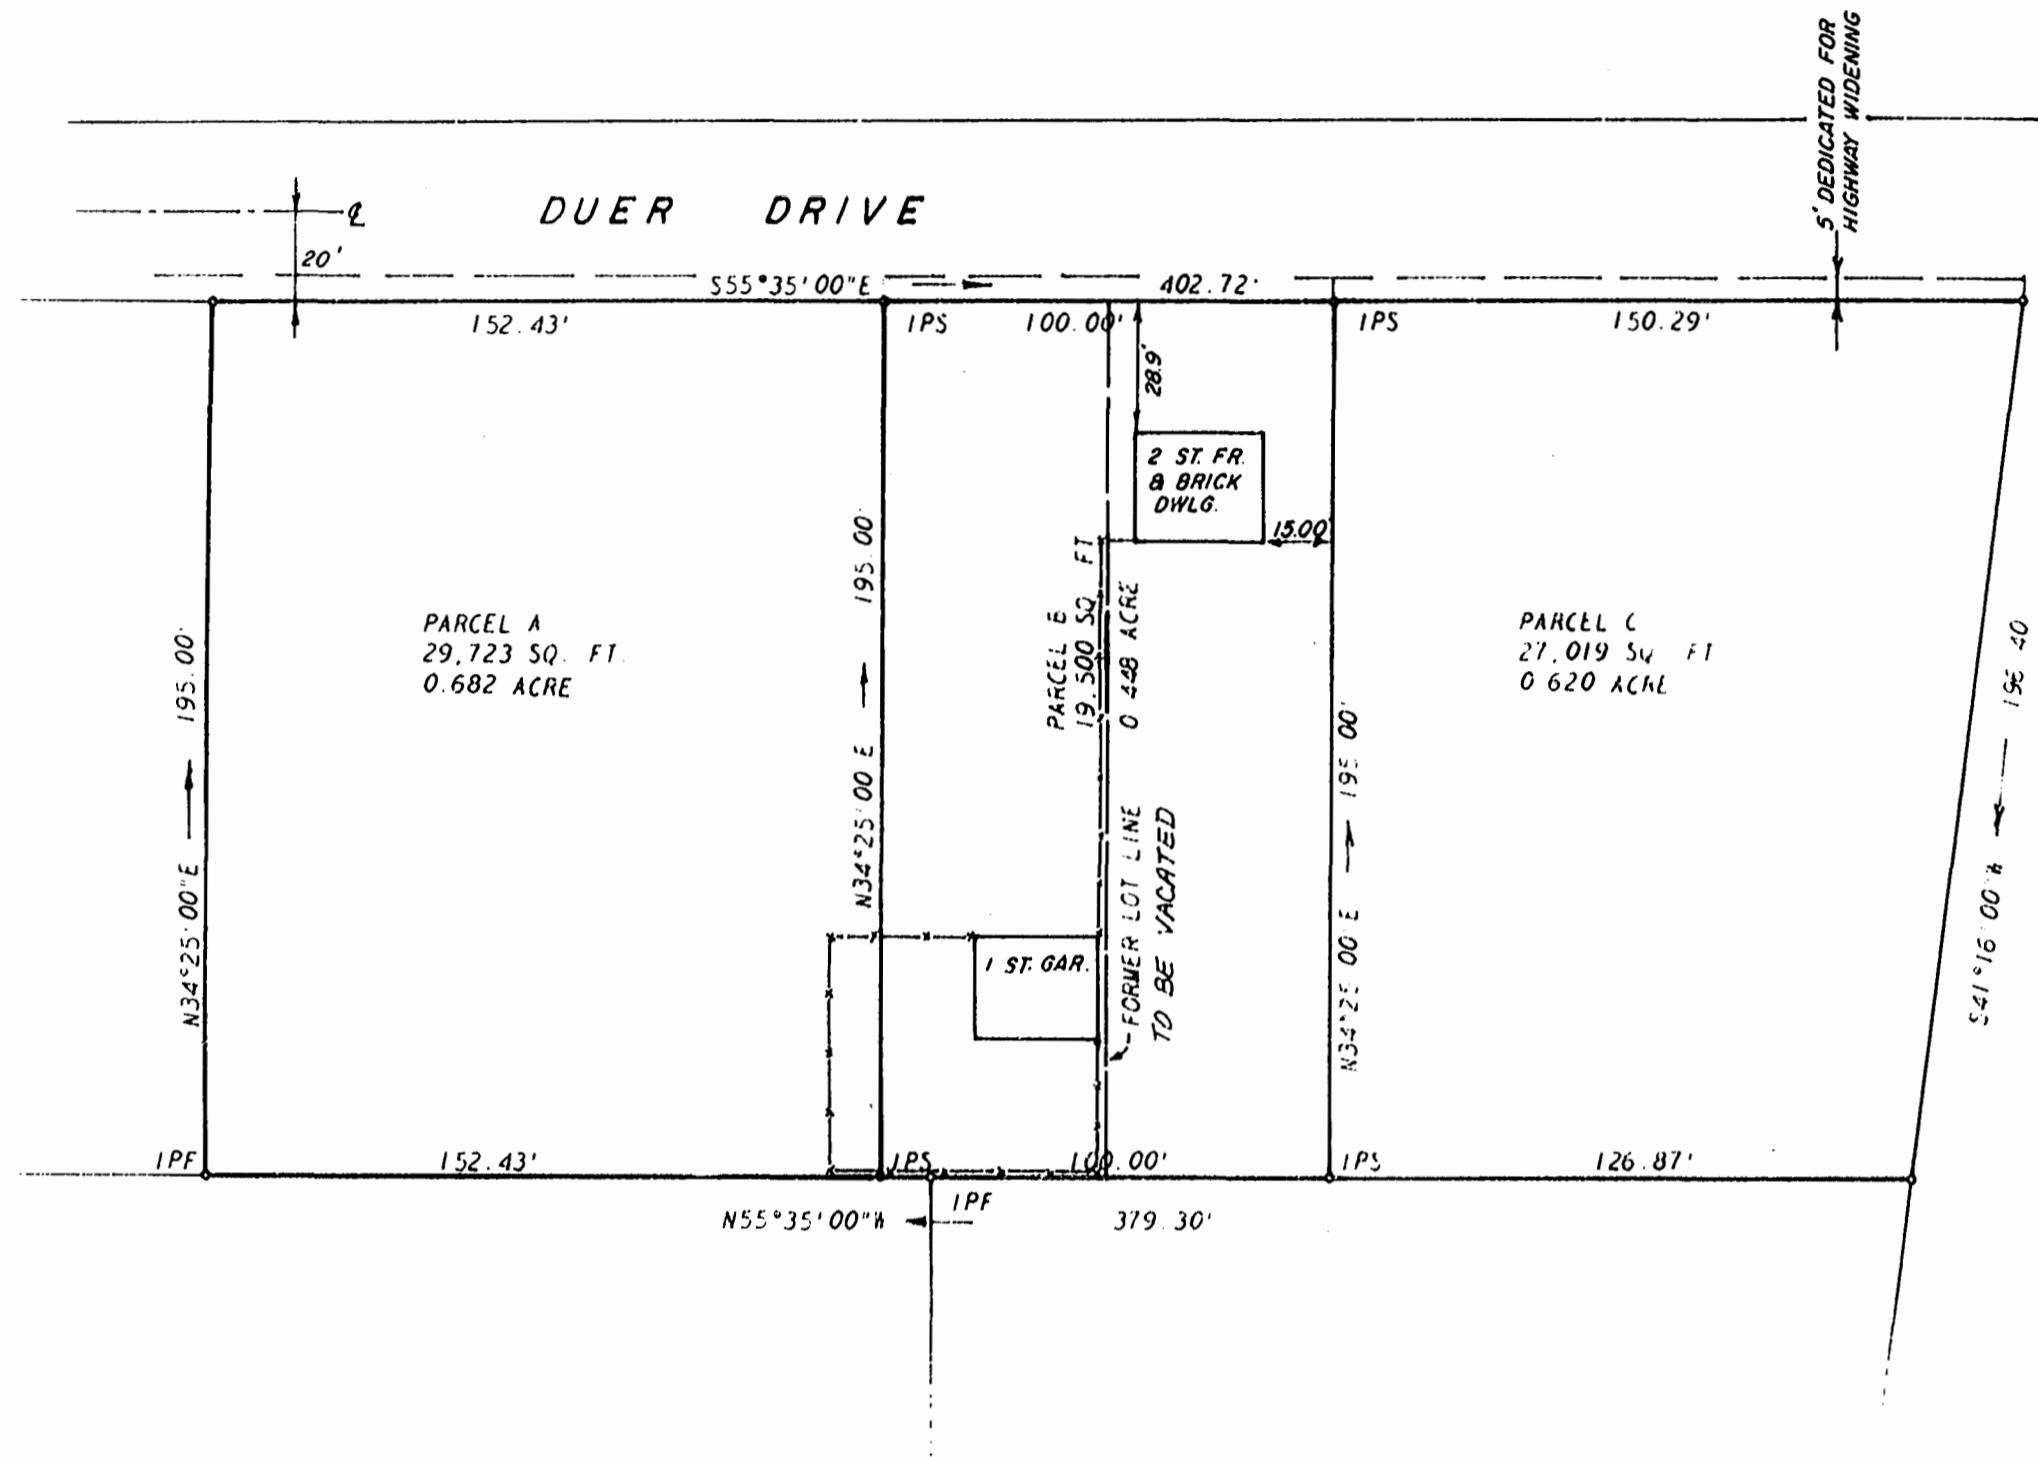 5' DEDICATED FOR
HIGHWAY WIDENING
DUER DRIVE
℄
20'
S55°35'00"E
402.72'
152.43'
IPS
100.00'
IPS
150.29'
28.9'
2 ST. FR.
& BRICK
DWLG.
15.00'
N34°25'00"E 195.00'
PARCEL A
29,723 SQ. FT.
0.682 ACRE
N34°25'00"E 195.00'
PARCEL B
19,500 SQ. FT
0.448 ACRE
FORMER LOT LINE
TO BE VACATED
N34°25'00"E 195.00'
PARCEL C
27,019 SQ FT
0.620 ACRE
S41°16'00"W 196.40
1 ST. GAR.
IPF
152.43'
IPS
100.00'
IPS
126.87'
IPF
N55°35'00"W
379.30'